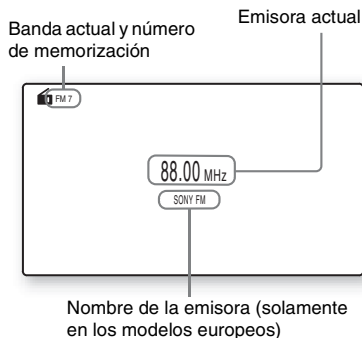 Banda actual y número
de memorización
Emisora actual
FM 7
88.00 MHz
SONY FM
Nombre de la emisora (solamente
en los modelos europeos)